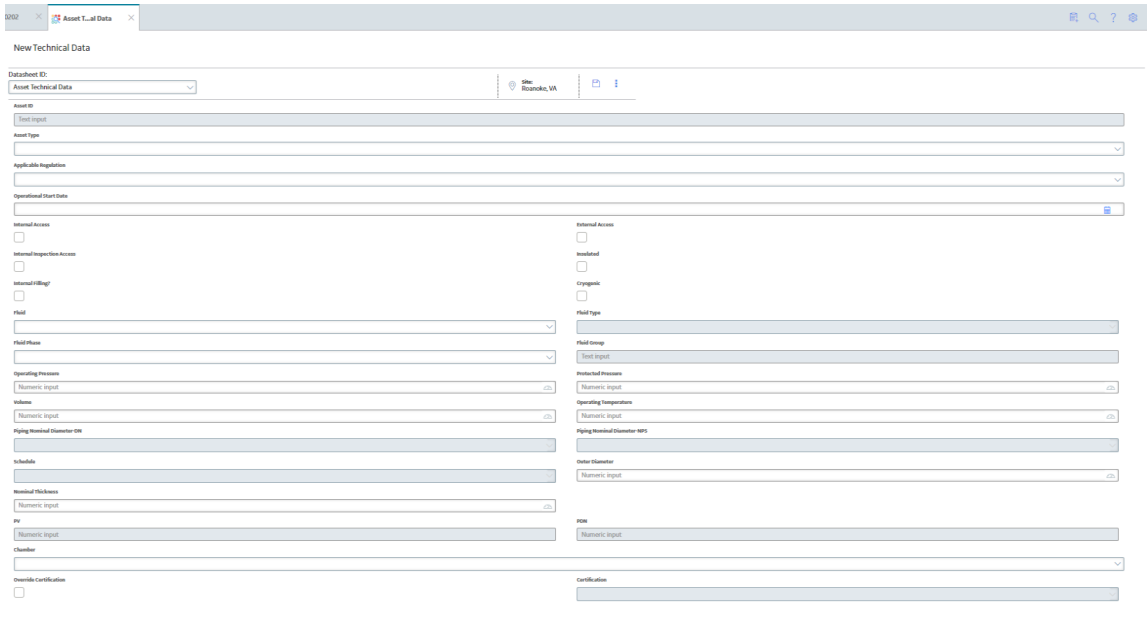 0202
Asset T...al Data
New Technical Data
Datasheet ID:
Asset Technical Data
Site:
Roanoke, VA
Asset ID
Text input
Asset Type
Applicable Regulation
Operational Start Date
Internal Access
External Access
Internal Inspection Access
Insulated
Internal Filling?
Cryogenic
Fluid
Fluid Type
Fluid Phase
Fluid Group
Text input
Operating Pressure
Protected Pressure
Numeric input
Numeric input
Volume
Operating Temperature
Numeric input
Numeric input
Piping Nominal Diameter-DN
Piping Nominal Diameter-NPS
Schedule
Outer Diameter
Numeric input
Nominal Thickness
Numeric input
PV
PDN
Numeric input
Numeric input
Chamber
Override Certification
Certification